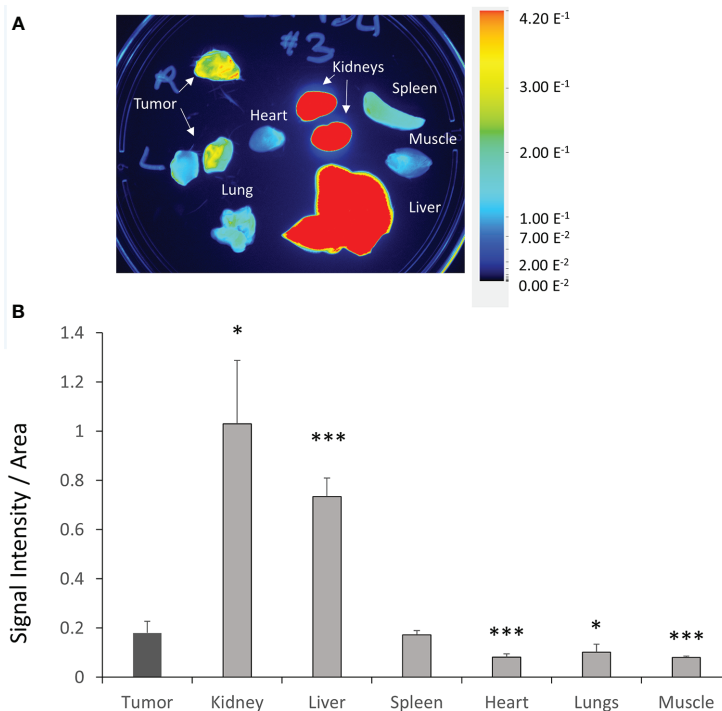 A
#3
R
L
Tumor
Heart
Kidneys
Spleen
Muscle
Lung
Liver
4.20 E-1
3.00 E-1
2.00 E-1
1.00 E-1
7.00 E-2
2.00 E-2
0.00 E-2
B
Signal Intensity / Area
1.4
1.2
1
0.8
0.6
0.4
0.2
0
*
***
***
*
***
Tumor Kidney Liver Spleen Heart Lungs Muscle